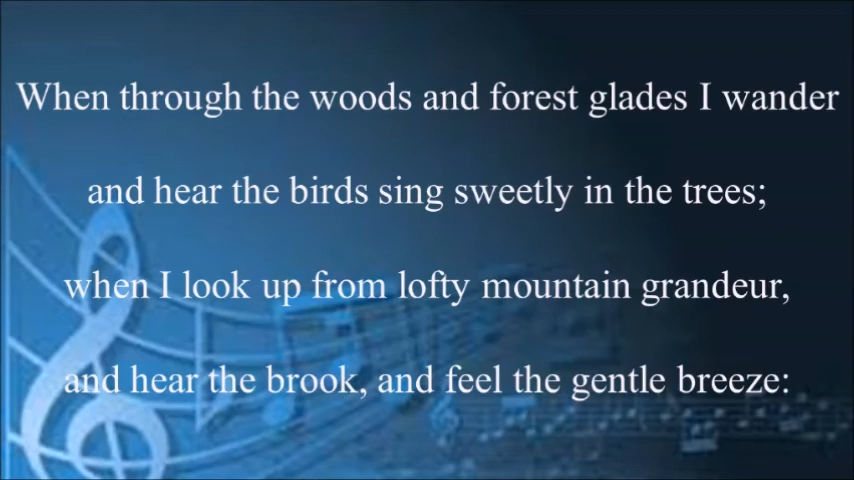 When through the woods and forest glades I wander
and hear the birds sing sweetly in the trees;
when I look up from lofty mountain grandeur,
and hear the brook, and feel the gentle breeze: